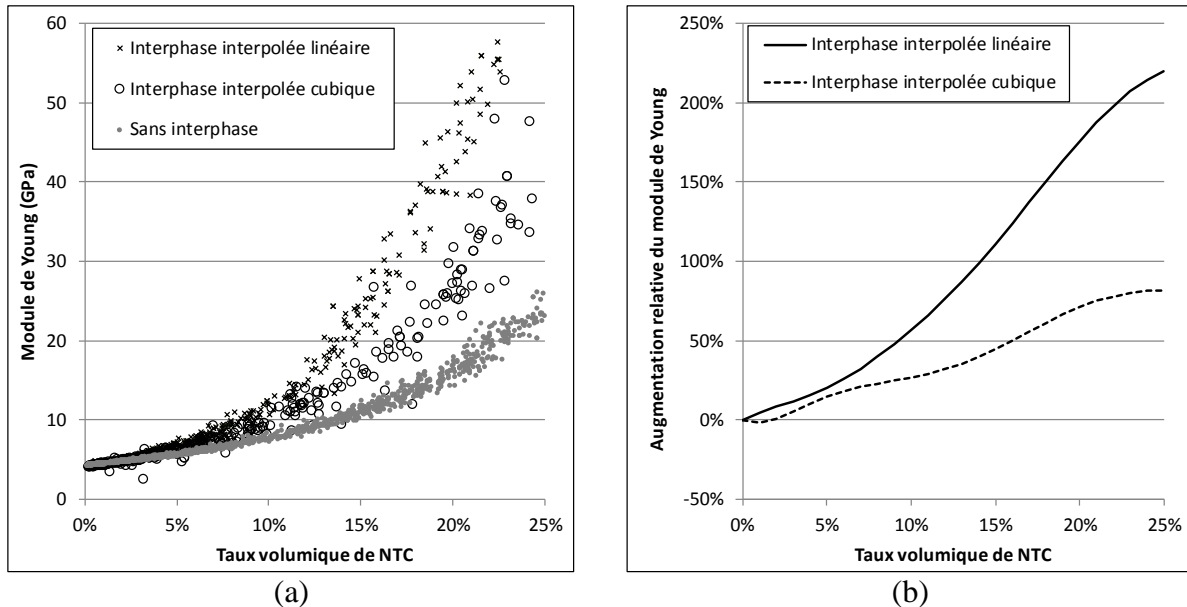 60
50
40
30
20
10
0
0%
5%
10%
15%
20%
25%
Module de Young (GPa)
Taux volumique de NTC
Interphase interpolée linéaire
Interphase interpolée cubique
Sans interphase
(a)
250%
200%
150%
100%
50%
0%
-50%
0%
5%
10%
15%
20%
25%
Augmentation relative du module de Young
Taux volumique de NTC
Interphase interpolée linéaire
Interphase interpolée cubique
(b)